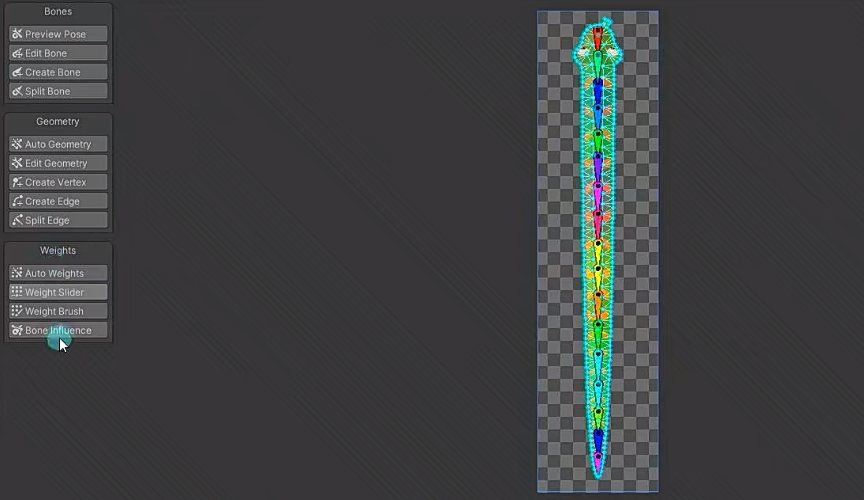 Bones
Preview Pose
Edit Bone
Create Bone
Split Bone
Geometry
Auto Geometry
Edit Geometry
Create Vertex
Create Edge
Split Edge
Weights
Auto Weights
Weight Slider
Weight Brush
Bone Influence